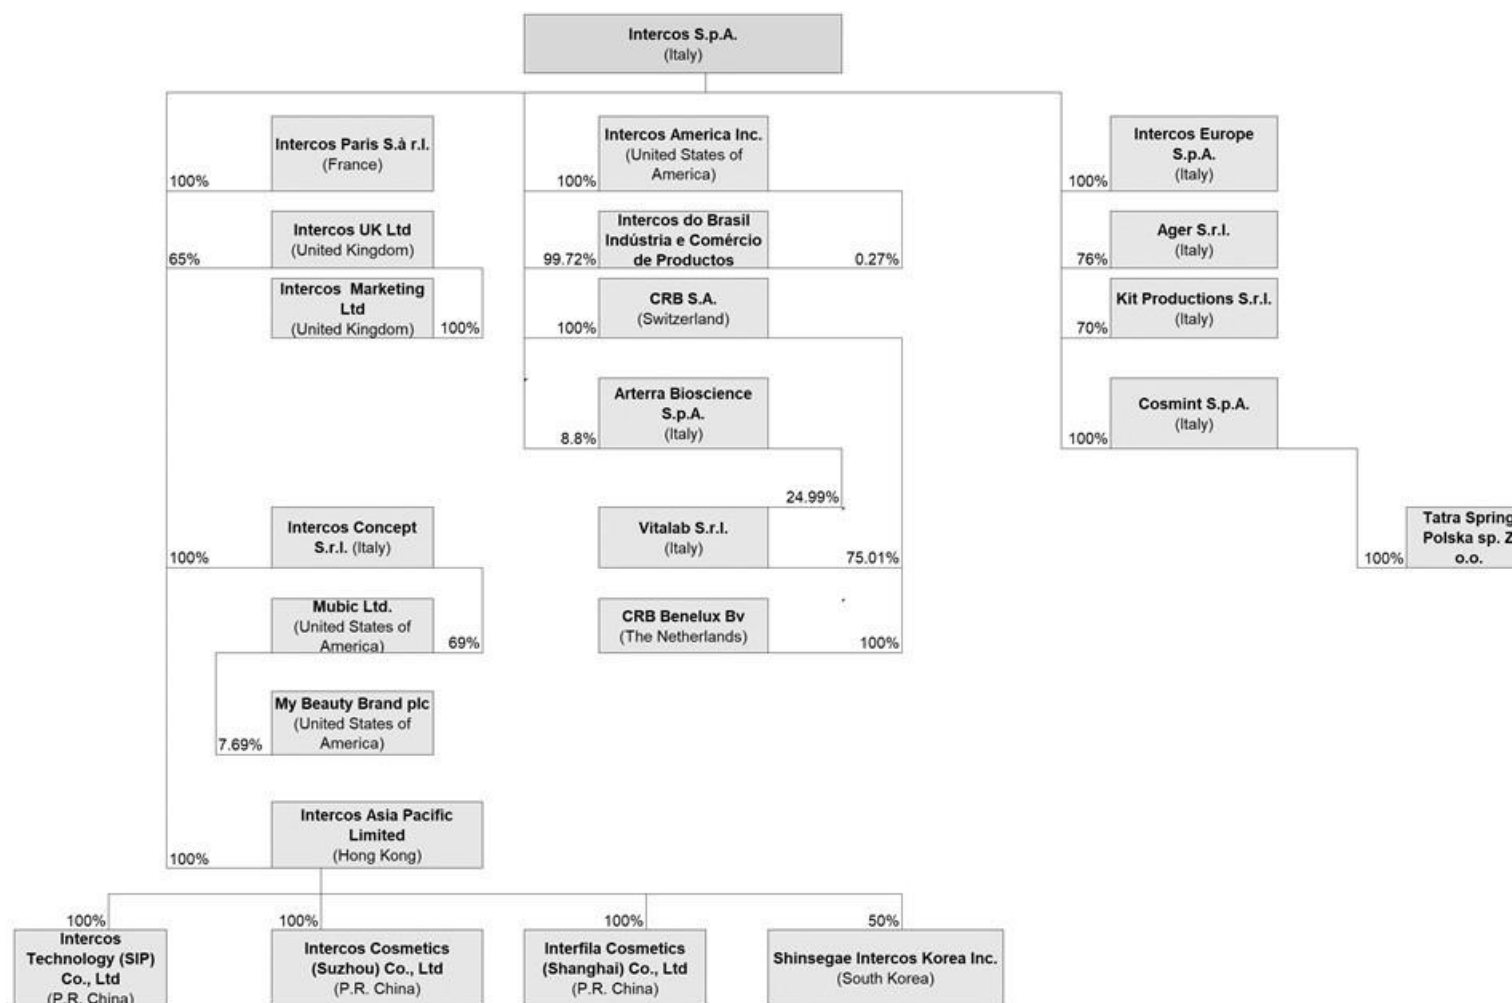 Intercos S.p.A.
(Italy)
Intercos Paris S.à r.l.
(France)
100%
Intercos UK Ltd
(United Kingdom)
65%
Intercos Marketing
Ltd
(United Kingdom)
100%
Intercos Concept
S.r.l. (Italy)
100%
Mubic Ltd.
(United States of
America)
69%
My Beauty Brand plc
(United States of
America)
7.69%
Intercos Asia Pacific
Limited
(Hong Kong)
100%
Intercos America Inc.
(United States of
America)
100%
Intercos do Brasil
Indústria e Comércio
de Productos
99.72%
0.27%
CRB S.A.
(Switzerland)
100%
Arterra Bioscience
S.p.A.
(Italy)
8.8%
24.99%
Vitalab S.r.l.
(Italy)
75.01%
CRB Benelux Bv
(The Netherlands)
100%
Intercos Europe
S.p.A.
(Italy)
100%
Ager S.r.l.
(Italy)
76%
Kit Productions S.r.l.
(Italy)
70%
Cosmint S.p.A.
(Italy)
100%
Tatra Spring
Polska sp. Z
o.o.
100%
100%
Intercos
Technology (SIP)
Co., Ltd
(P.R. China)
100%
Intercos Cosmetics
(Suzhou) Co., Ltd
(P.R. China)
100%
Interfila Cosmetics
(Shanghai) Co., Ltd
(P.R. China)
50%
Shinsegae Intercos Korea Inc.
(South Korea)